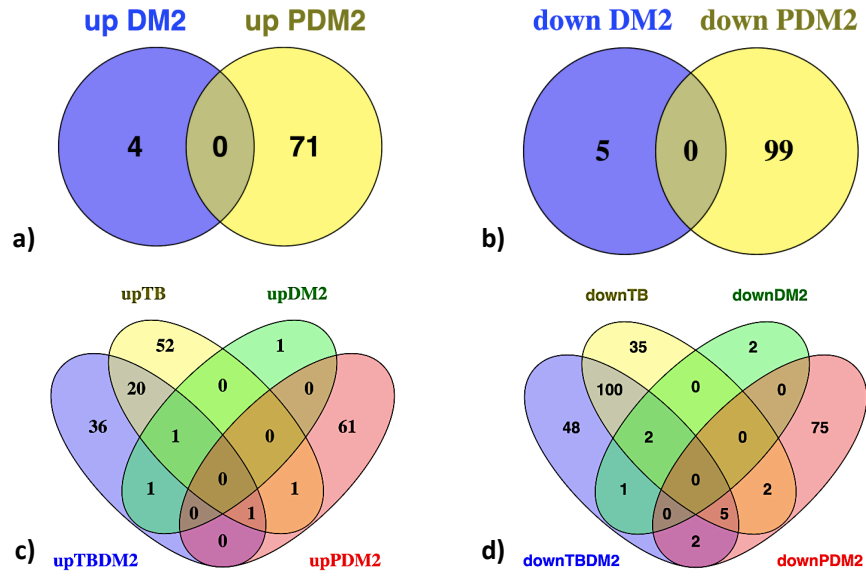 up DM2 up PDM2
4 0 71
a)
down DM2 down PDM2
5 0 99
b)
upTB upDM2
52 1
20 0 0
36 1 0 61
0
1 1
0 1
0
c) upTBDM2 upPDM2
downTB downDM2
35 2
100 0 0
48 2 0 75
0
1 2
0 5
2
d) downTBDM2 downPDM2